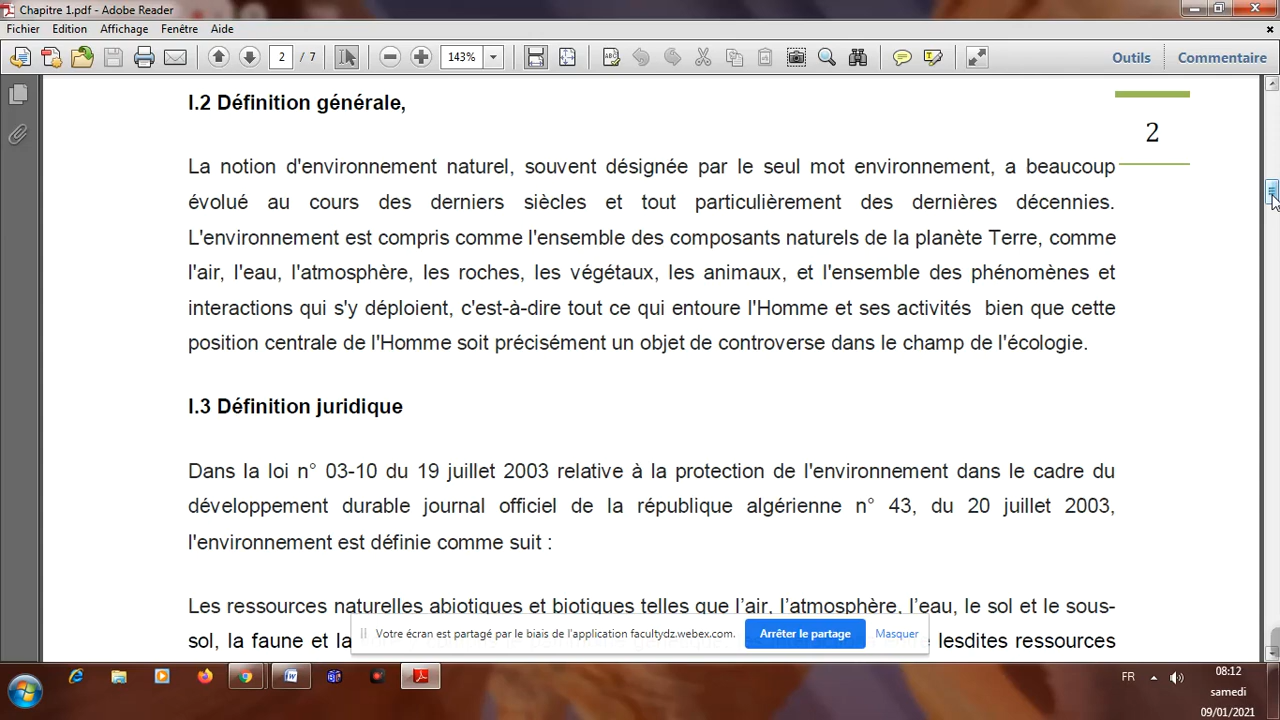 Chapitre 1.pdf - Adobe Reader
Fichier Edition Affichage Fenêtre Aide
2 / 7 143% Outils Commentaire
I.2 Définition générale,
2
La notion d'environnement naturel, souvent désignée par le seul mot environnement, a beaucoup
évolué au cours des derniers siècles et tout particulièrement des dernières décennies.
L'environnement est compris comme l'ensemble des composants naturels de la planète Terre, comme
l'air, l'eau, l'atmosphère, les roches, les végétaux, les animaux, et l'ensemble des phénomènes et
interactions qui s'y déploient, c'est-à-dire tout ce qui entoure l'Homme et ses activités bien que cette
position centrale de l'Homme soit précisément un objet de controverse dans le champ de l'écologie.
I.3 Définition juridique
Dans la loi n° 03-10 du 19 juillet 2003 relative à la protection de l'environnement dans le cadre du
développement durable journal officiel de la république algérienne n° 43, du 20 juillet 2003,
l'environnement est définie comme suit :
Les ressources naturelles abiotiques et biotiques telles que l’air, l’atmosphère, l’eau, le sol et le sous-
sol, la faune et la lesdites ressources
Votre écran est partagé par le biais de l'application facultydz.webex.com. Arrêter le partage Masquer
FR 08:12
samedi
09/01/2021